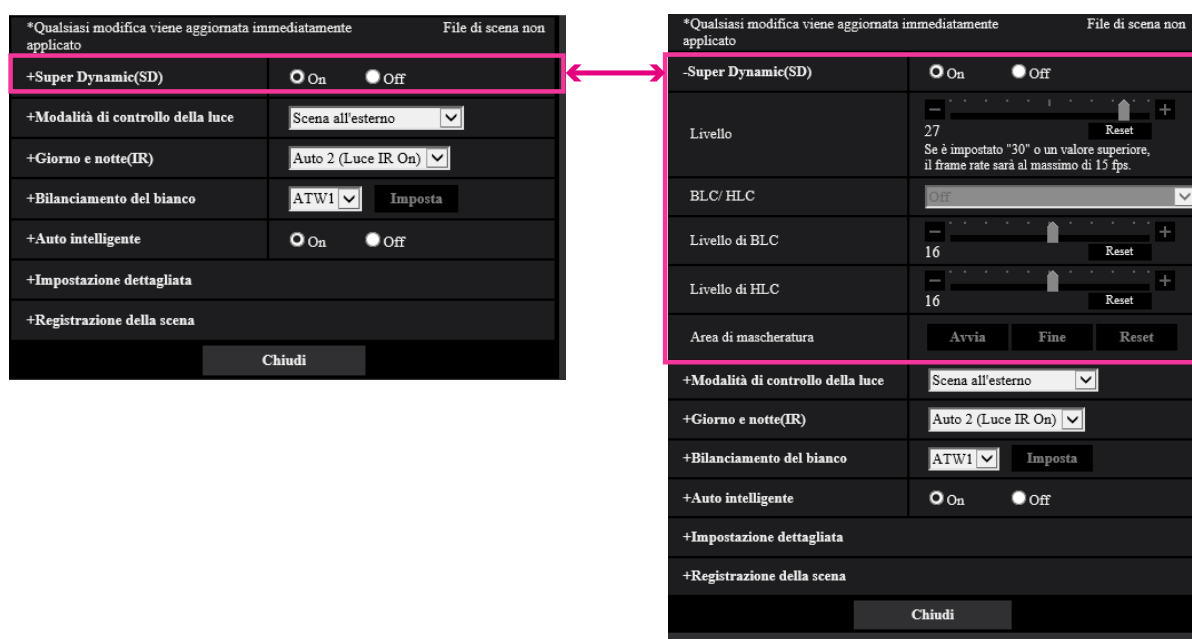 *Qualsiasi modifica viene aggiornata immediatamente File di scena non
applicato
+Super Dynamic(SD) On Off
+Modalità di controllo della luce Scena all'esterno
+Giorno e notte(IR) Auto 2 (Luce IR On)
+Bilanciamento del bianco ATW1 Imposta
+Auto intelligente On Off
+Impostazione dettagliata
+Registrazione della scena
Chiudi
*Qualsiasi modifica viene aggiornata immediatamente File di scena non
applicato
-Super Dynamic(SD) On Off
Livello
27 Reset
Se è impostato "30" o un valore superiore,
il frame rate sarà al massimo di 15 fps.
BLC/ HLC Off
Livello di BLC
16 Reset
Livello di HLC
16 Reset
Area di mascheratura Avvia Fine Reset
+Modalità di controllo della luce Scena all'esterno
+Giorno e notte(IR) Auto 2 (Luce IR On)
+Bilanciamento del bianco ATW1 Imposta
+Auto intelligente On Off
+Impostazione dettagliata
+Registrazione della scena
Chiudi